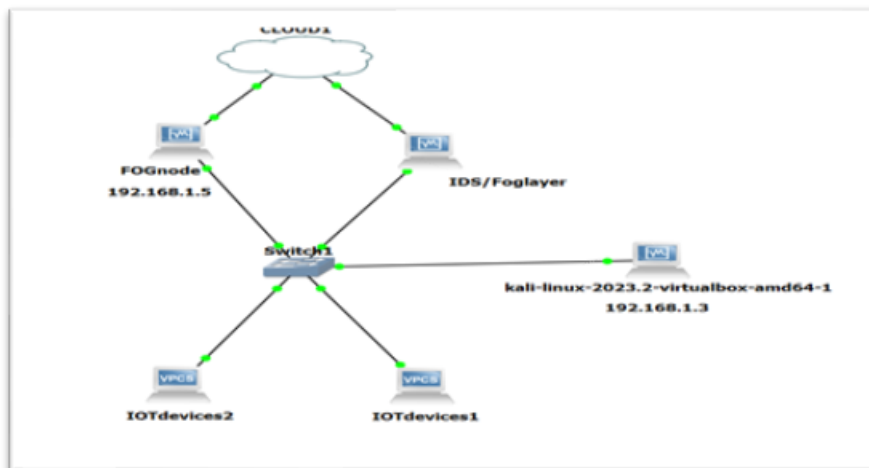 CLOUD1
FOGnode
192.168.1.5
IDS/Foglayer
Switch1
kali-linux-2023.2-virtualbox-amd64-1
192.168.1.3
VPCS
VPCS
IOTdevices2
IOTdevices1